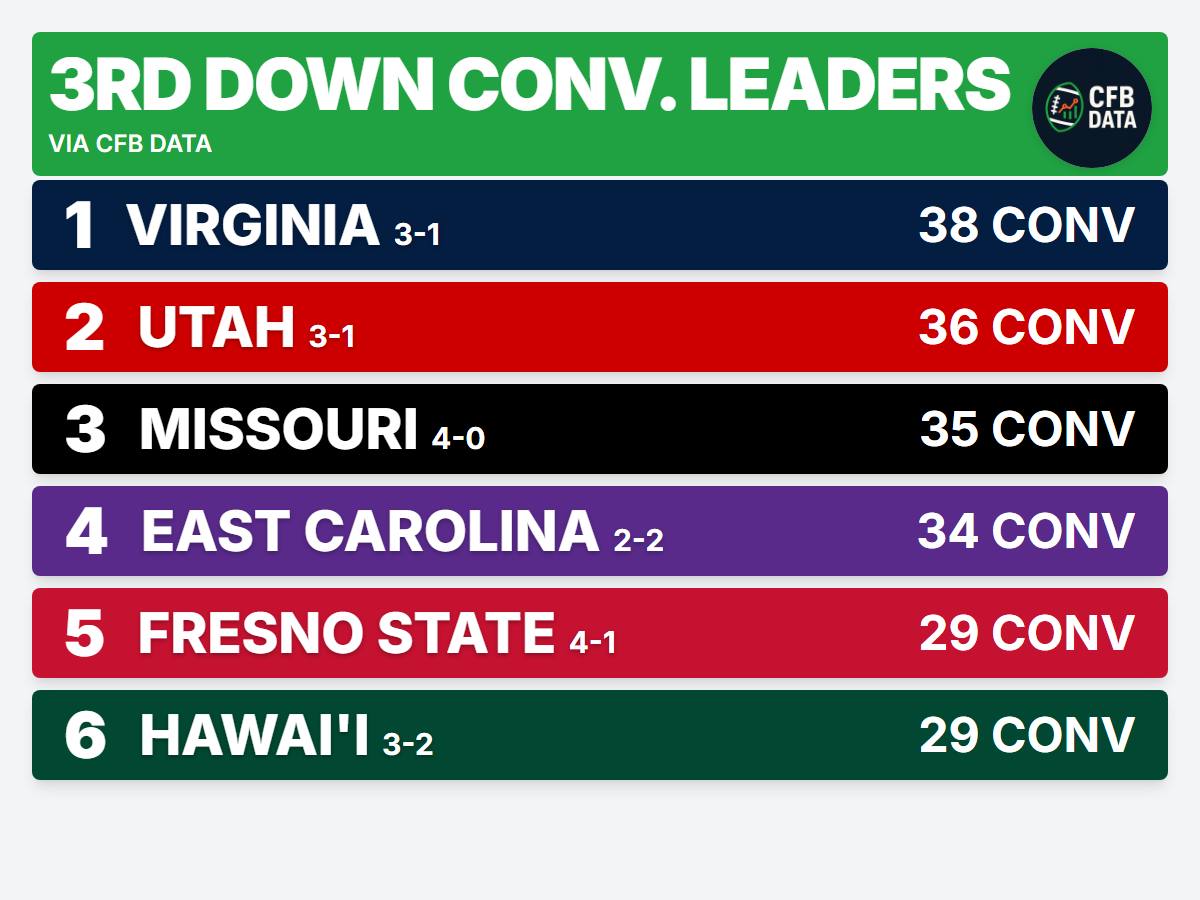 3RD DOWN CONV. LEADERS
VIA CFB DATA
CFB
DATA
1 VIRGINIA 3-1 38 CONV
2 UTAH 3-1 36 CONV
3 MISSOURI 4-0 35 CONV
4 EAST CAROLINA 2-2 34 CONV
5 FRESNO STATE 4-1 29 CONV
6 HAWAI'I 3-2 29 CONV